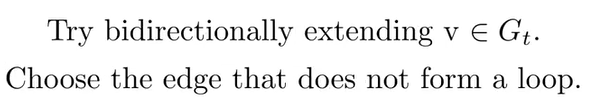 Try bidirectionally extending v ∈ Gₜ.
Choose the edge that does not form a loop.